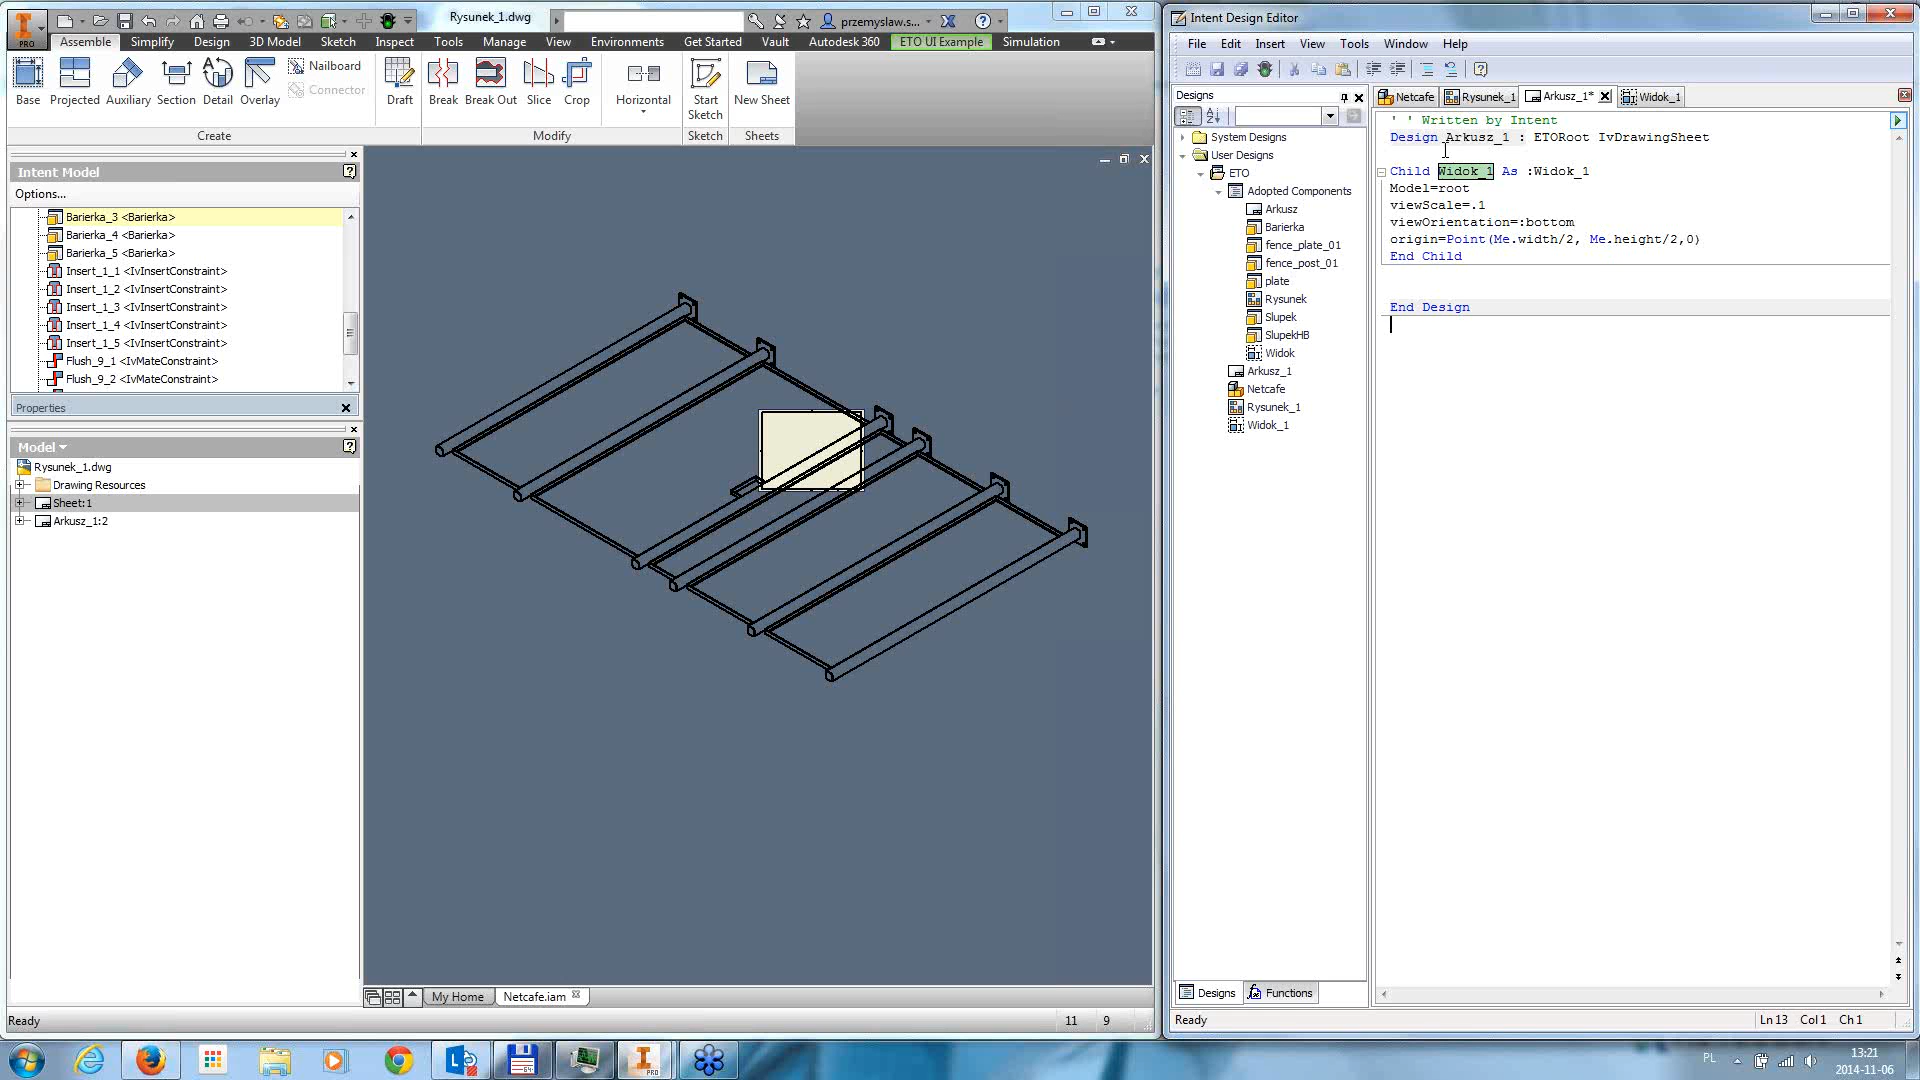 PRO
Rysunek_1.dwg
przemyslaw.s...
Assemble Simplify Design 3D Model Sketch Inspect Tools Manage View Environments Get Started Vault Autodesk 360 ETO UI Example Simulation
Base Projected Auxiliary Section Detail Overlay
Nailboard
Connector
Draft
Break Break Out Slice Crop
Horizontal
Start Sketch
New Sheet
Create
Modify
Sketch
Sheets
Intent Model
Options...
Barierka_3 <Barierka>
Barierka_4 <Barierka>
Barierka_5 <Barierka>
Insert_1_1 <IvInsertConstraint>
Insert_1_2 <IvInsertConstraint>
Insert_1_3 <IvInsertConstraint>
Insert_1_4 <IvInsertConstraint>
Insert_1_5 <IvInsertConstraint>
Flush_9_1 <IvMateConstraint>
Flush_9_2 <IvMateConstraint>
Properties
Model
Rysunek_1.dwg
Drawing Resources
Sheet:1
Arkusz_1:2
My Home
Netcafe.iam
Ready
11 9
Intent Design Editor
File Edit Insert View Tools Window Help
Designs
System Designs
User Designs
ETO
Adopted Components
Arkusz
Barierka
fence_plate_01
fence_post_01
plate
Rysunek
Slupek
SlupekHB
Widok
Arkusz_1
Netcafe
Rysunek_1
Widok_1
Designs
Functions
Netcafe Rysunek_1 Arkusz_1* Widok_1
' ' Written by Intent
Design Arkusz_1 : ETORoot IvDrawingSheet
Child Widok_1 As :Widok_1
Model=root
viewScale=.1
viewOrientation=:bottom
origin=Point(Me.width/2, Me.height/2,0)
End Child
End Design
Ready
Ln13 Col1 Ch1
PL
13:21
2014-11-06